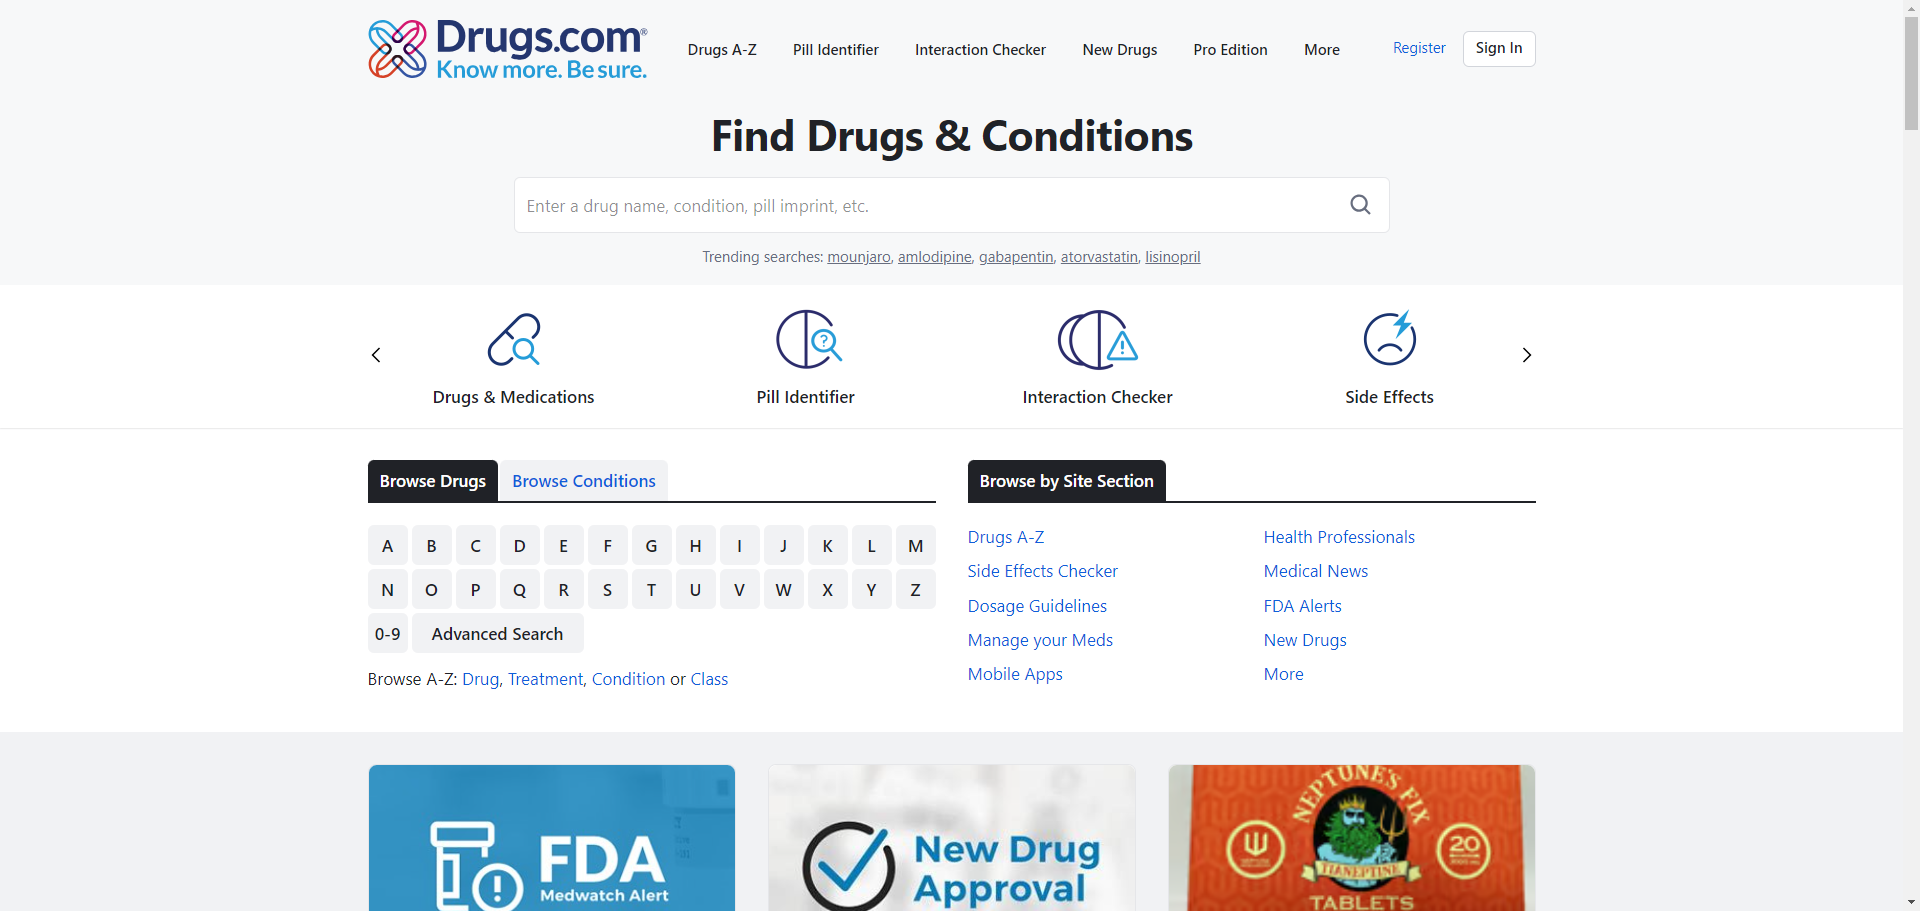 Drugs.com®
Know more. Be sure.
Drugs A-Z
Pill Identifier
Interaction Checker
New Drugs
Pro Edition
More
Register
Sign In
Find Drugs & Conditions
Enter a drug name, condition, pill imprint, etc.
Trending searches: mounjaro, amlodipine, gabapentin, atorvastatin, lisinopril
Drugs & Medications
Pill Identifier
Interaction Checker
Side Effects
Browse Drugs
Browse Conditions
A B C D E F G H I J K L M
N O P Q R S T U V W X Y Z
0-9 Advanced Search
Browse A-Z: Drug, Treatment, Condition or Class
Browse by Site Section
Drugs A-Z
Side Effects Checker
Dosage Guidelines
Manage your Meds
Mobile Apps
Health Professionals
Medical News
FDA Alerts
New Drugs
More
FDA
Medwatch Alert
New Drug
Approval
NEPTUNE'S FIX
20
TIANEPTINE
TABLETS